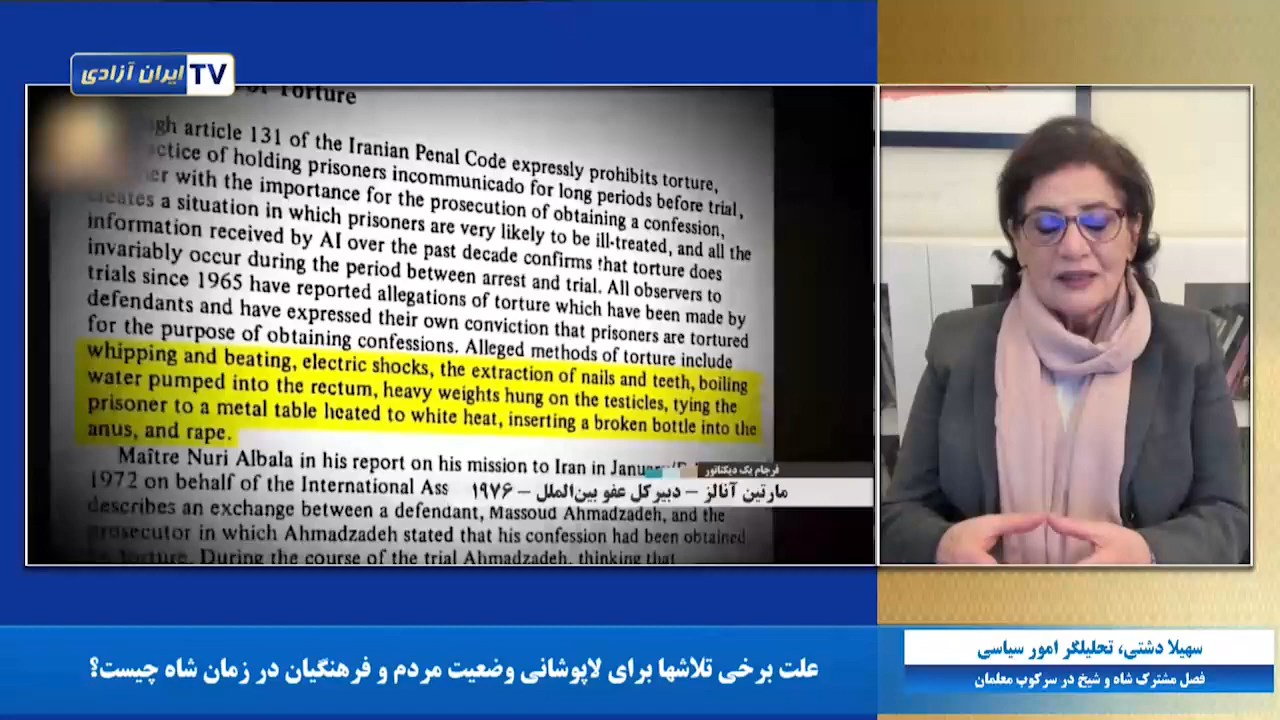 ایران آزادی TV
of Torture
article 131 of the Iranian Penal Code expressly prohibits torture,
of holding prisoners incommunicado for long periods before trial,
with the importance for the prosecution of obtaining a confession,
creates a situation in which prisoners are very likely to be ill-treated, and all the
information received by AI over the past decade confirms that torture does
invariably occur during the period between arrest and trial. All observers to
trials since 1965 have reported allegations of torture which have been made by
defendants and have expressed their own conviction that prisoners are tortured
for the purpose of obtaining confessions. Alleged methods of torture include
whipping and beating, electric shocks, the extraction of nails and teeth, boiling
water pumped into the rectum, heavy weights hung on the testicles, tying the
prisoner to a metal table heated to white heat, inserting a broken bottle into the
anus, and rape.
Maître Nuri Albala in his report on his mission to Iran in
1972 on behalf of the International
describes an exchange between a defendant, Massoud Ahmadzadeh, and the
prosecutor in which Ahmadzadeh stated that his confession had been obtained
torture. During the course of the trial Ahmadzadeh, thinking that
فرجام یک دیکتاتور
مارتین آنالز – دبیرکل عفو بین‌الملل – ۱۹۷۶
سهیلا دشتی، تحلیلگر امور سیاسی
فصل مشترک شاه و شیخ در سرکوب معلمان
علت برخی تلاشها برای لاپوشانی وضعیت مردم و فرهنگیان در زمان شاه چیست؟